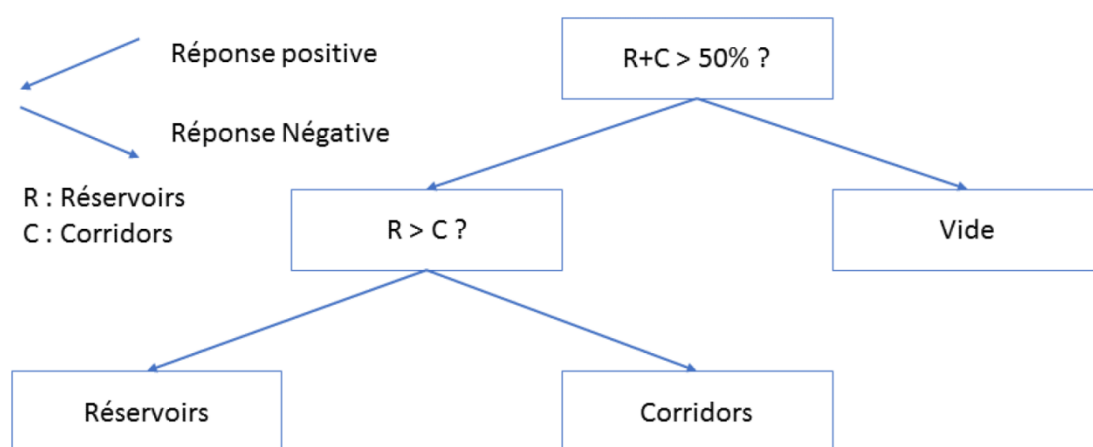 Réponse positive
R+C > 50% ?
Réponse Négative
R : Réservoirs
C : Corridors
R > C ?
Vide
Réservoirs
Corridors